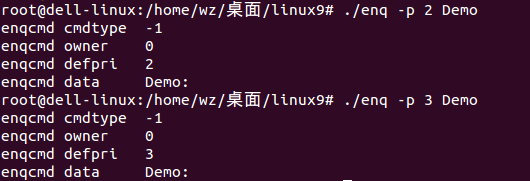 root@dell-linux:/home/wz/桌面/linux9# ./enq -p 2 Demo
enqcmd cmdtype  -1
enqcmd owner    0
enqcmd defpri   2
enqcmd data     Demo:
root@dell-linux:/home/wz/桌面/linux9# ./enq -p 3 Demo
enqcmd cmdtype  -1
enqcmd owner    0
enqcmd defpri   3
enqcmd data     Demo: